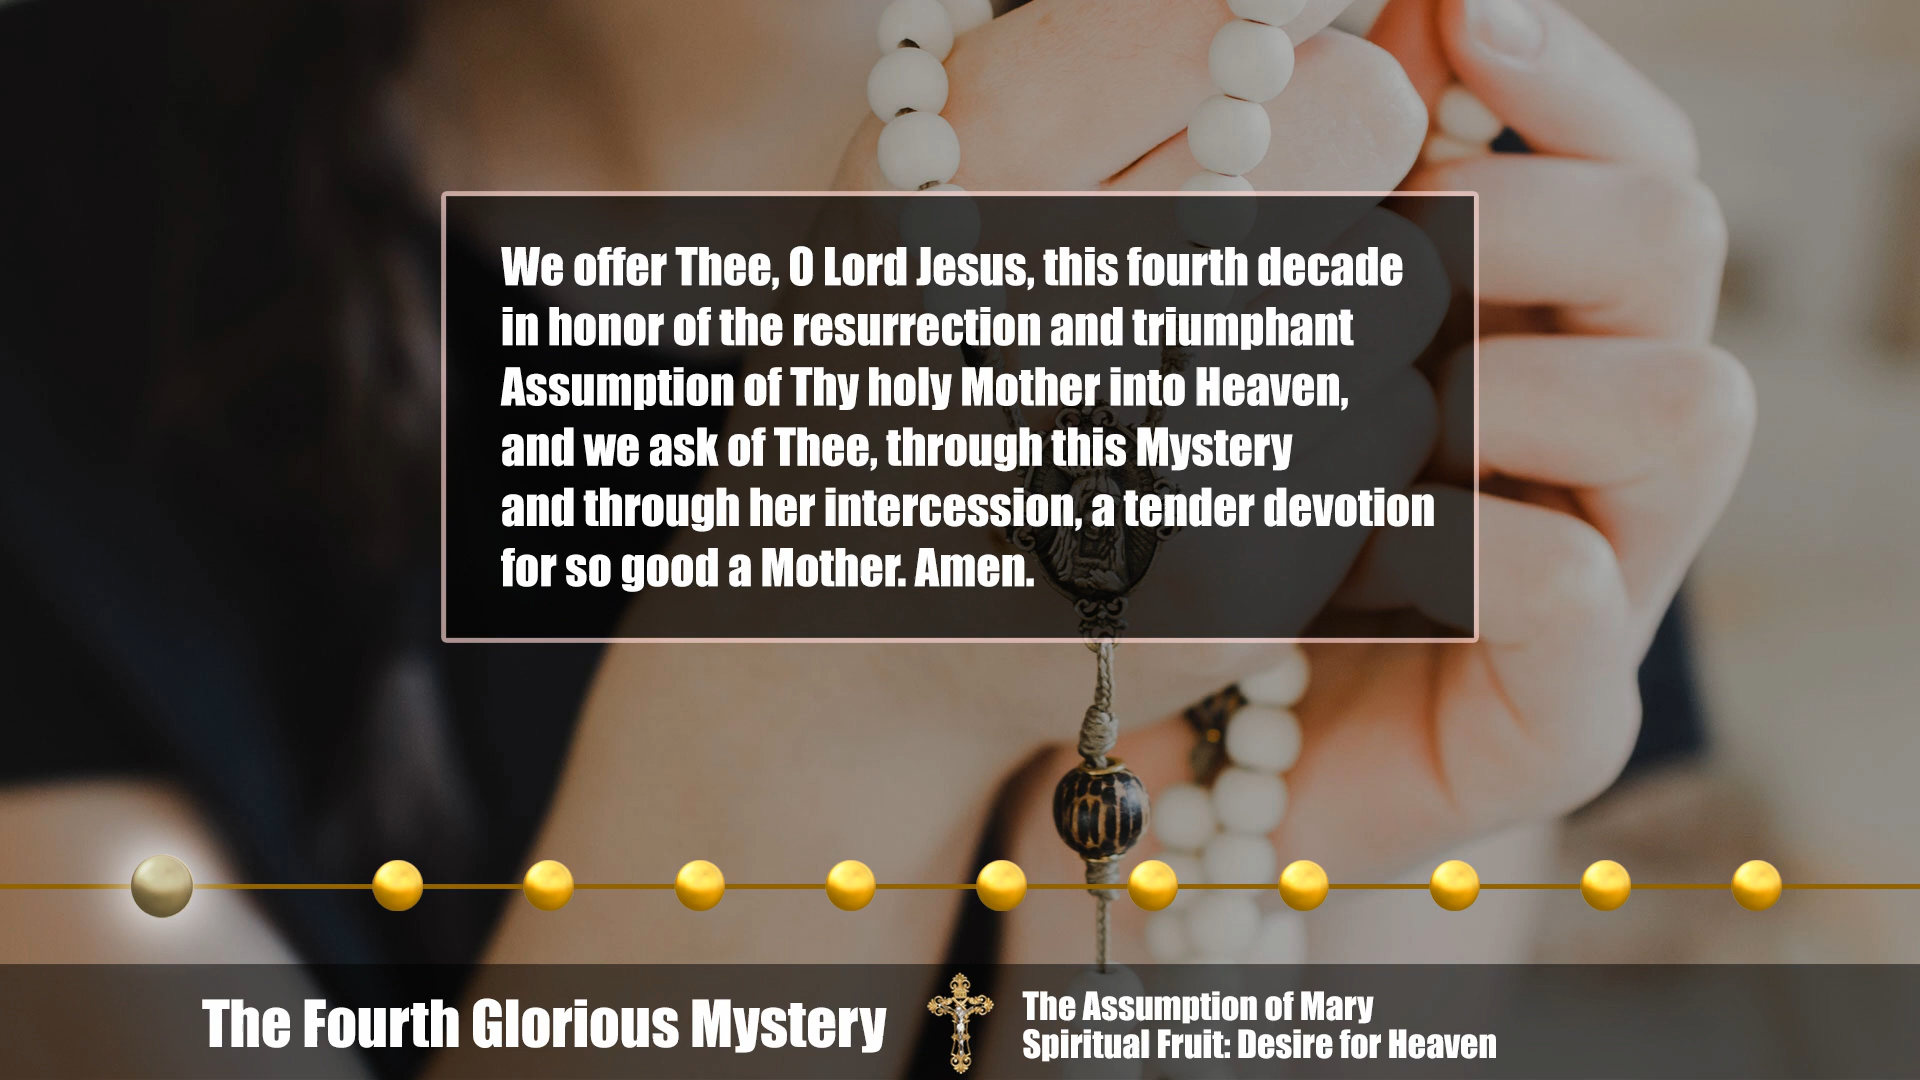 We offer Thee, O Lord Jesus, this fourth decade
in honor of the resurrection and triumphant
Assumption of Thy holy Mother into Heaven,
and we ask of Thee, through this Mystery
and through her intercession, a tender devotion
for so good a Mother. Amen.
The Fourth Glorious Mystery
The Assumption of Mary
Spiritual Fruit: Desire for Heaven